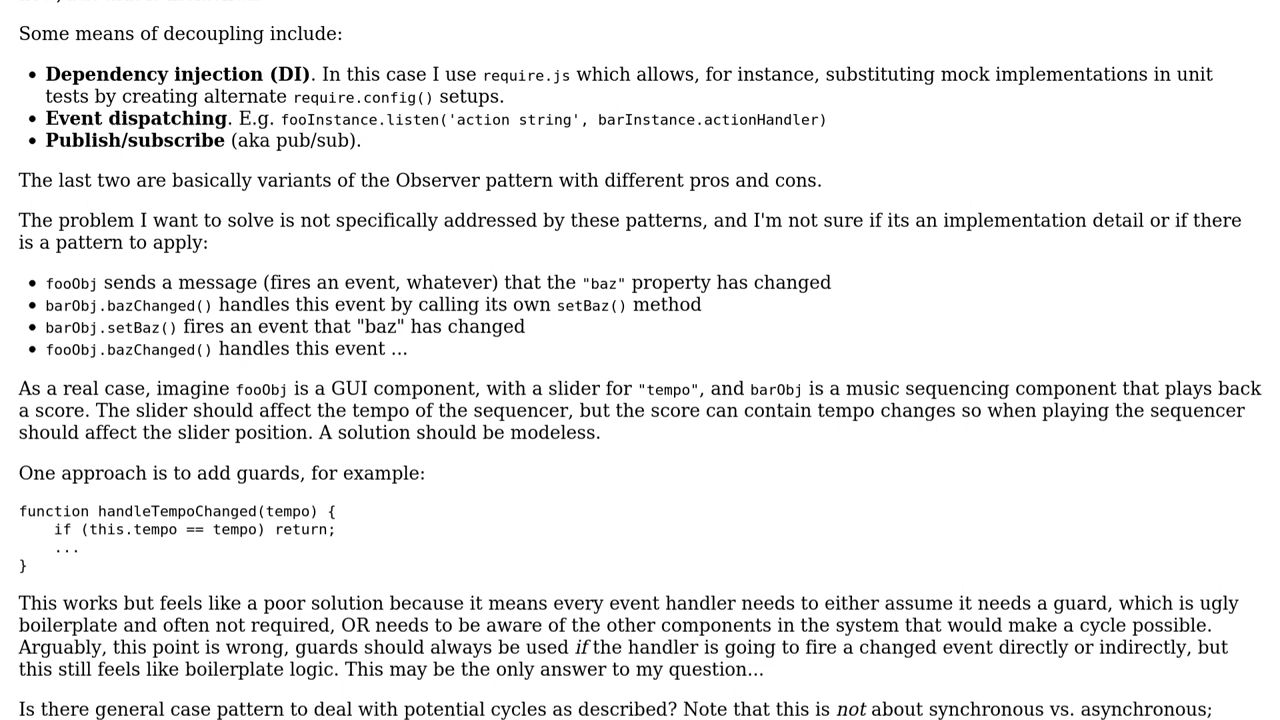 Some means of decoupling include:
• Dependency injection (DI). In this case I use require.js which allows, for instance, substituting mock implementations in unit
tests by creating alternate require.config() setups.
• Event dispatching. E.g. fooInstance.listen('action string', barInstance.actionHandler)
• Publish/subscribe (aka pub/sub).
The last two are basically variants of the Observer pattern with different pros and cons.
The problem I want to solve is not specifically addressed by these patterns, and I'm not sure if its an implementation detail or if there
is a pattern to apply:
• fooObj sends a message (fires an event, whatever) that the "baz" property has changed
• barObj.bazChanged() handles this event by calling its own setBaz() method
• barObj.setBaz() fires an event that "baz" has changed
• fooObj.bazChanged() handles this event ...
As a real case, imagine fooObj is a GUI component, with a slider for "tempo", and barObj is a music sequencing component that plays back
a score. The slider should affect the tempo of the sequencer, but the score can contain tempo changes so when playing the sequencer
should affect the slider position. A solution should be modeless.
One approach is to add guards, for example:
function handleTempoChanged(tempo) {
    if (this.tempo == tempo) return;
    ...
}
This works but feels like a poor solution because it means every event handler needs to either assume it needs a guard, which is ugly
boilerplate and often not required, OR needs to be aware of the other components in the system that would make a cycle possible.
Arguably, this point is wrong, guards should always be used if the handler is going to fire a changed event directly or indirectly, but
this still feels like boilerplate logic. This may be the only answer to my question...
Is there general case pattern to deal with potential cycles as described? Note that this is not about synchronous vs. asynchronous;